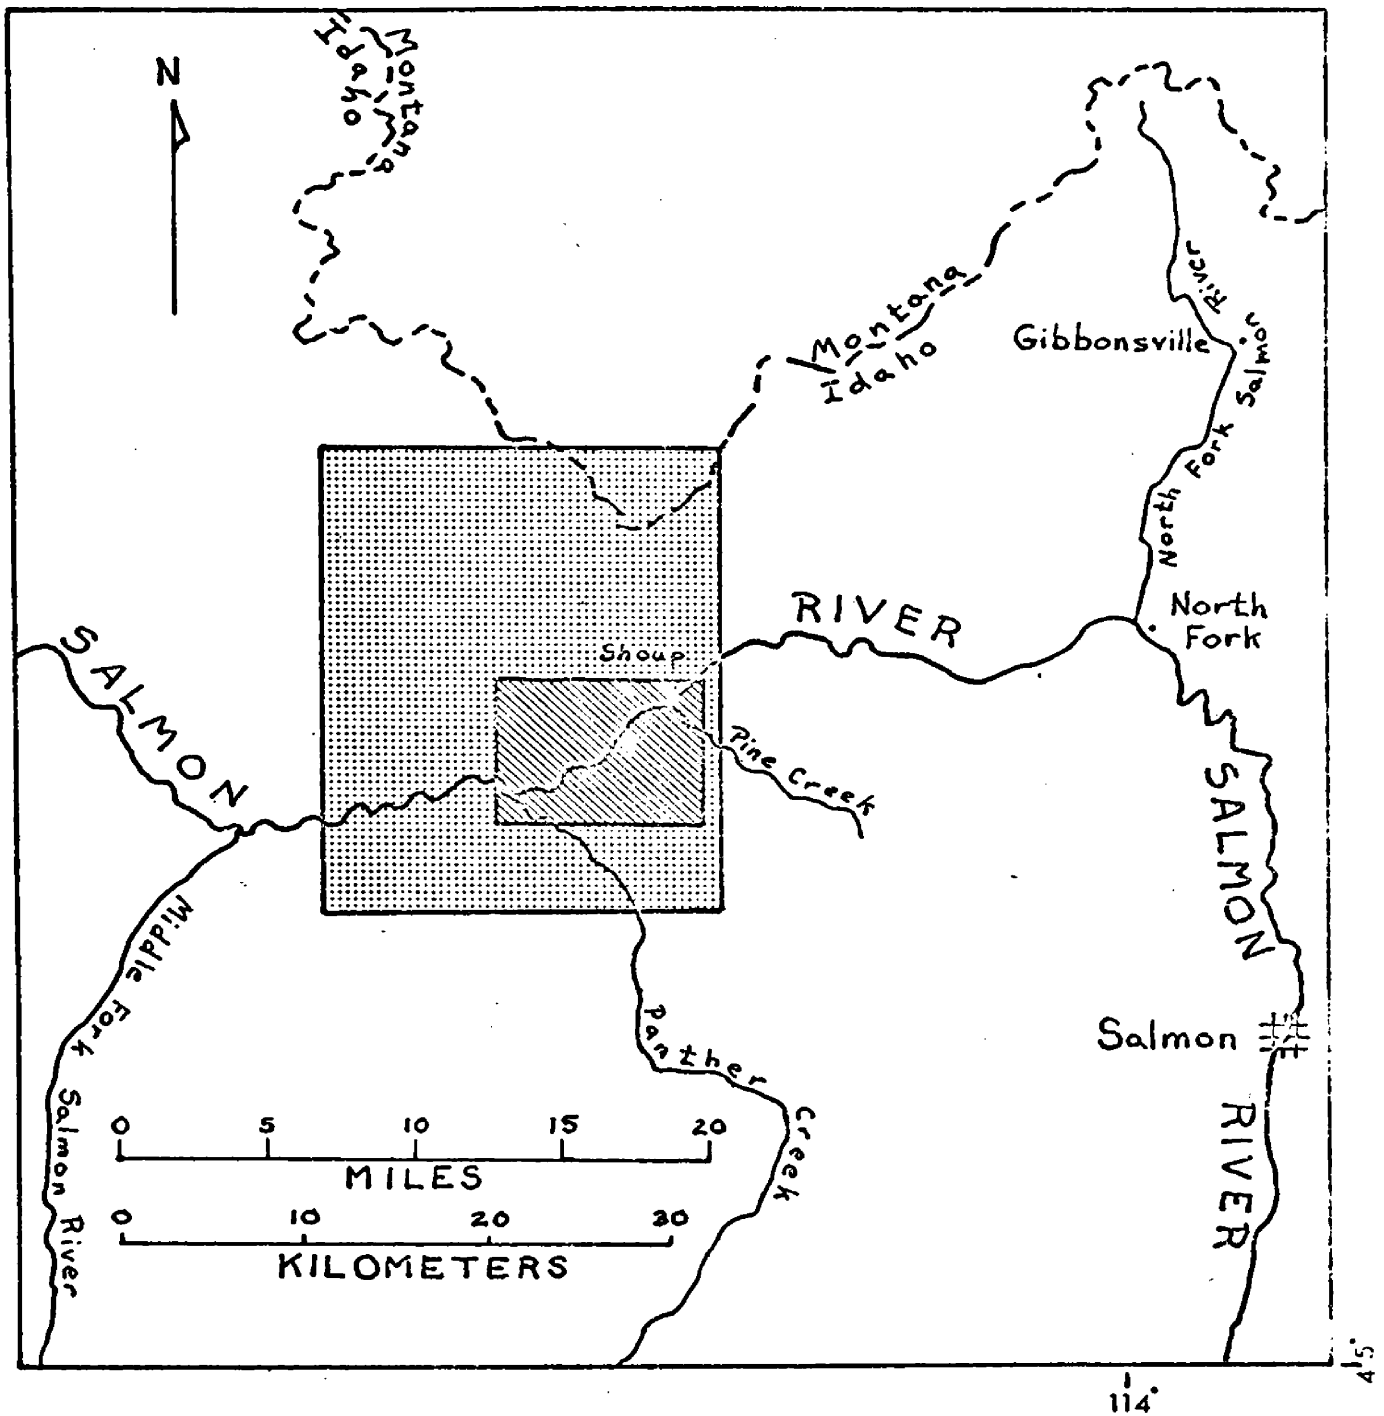 Montana
Idaho
N
Montana
Idaho
River
Gibbonsville
North Fork Salmon
North
Fork
RIVER
Shoup
SALMON
Pine Creek
SALMON
Middle Fork Salmon River
Panther Creek
Salmon
RIVER
0 5 10 15 20
MILES
0 10 20 30
KILOMETERS
45°
114°